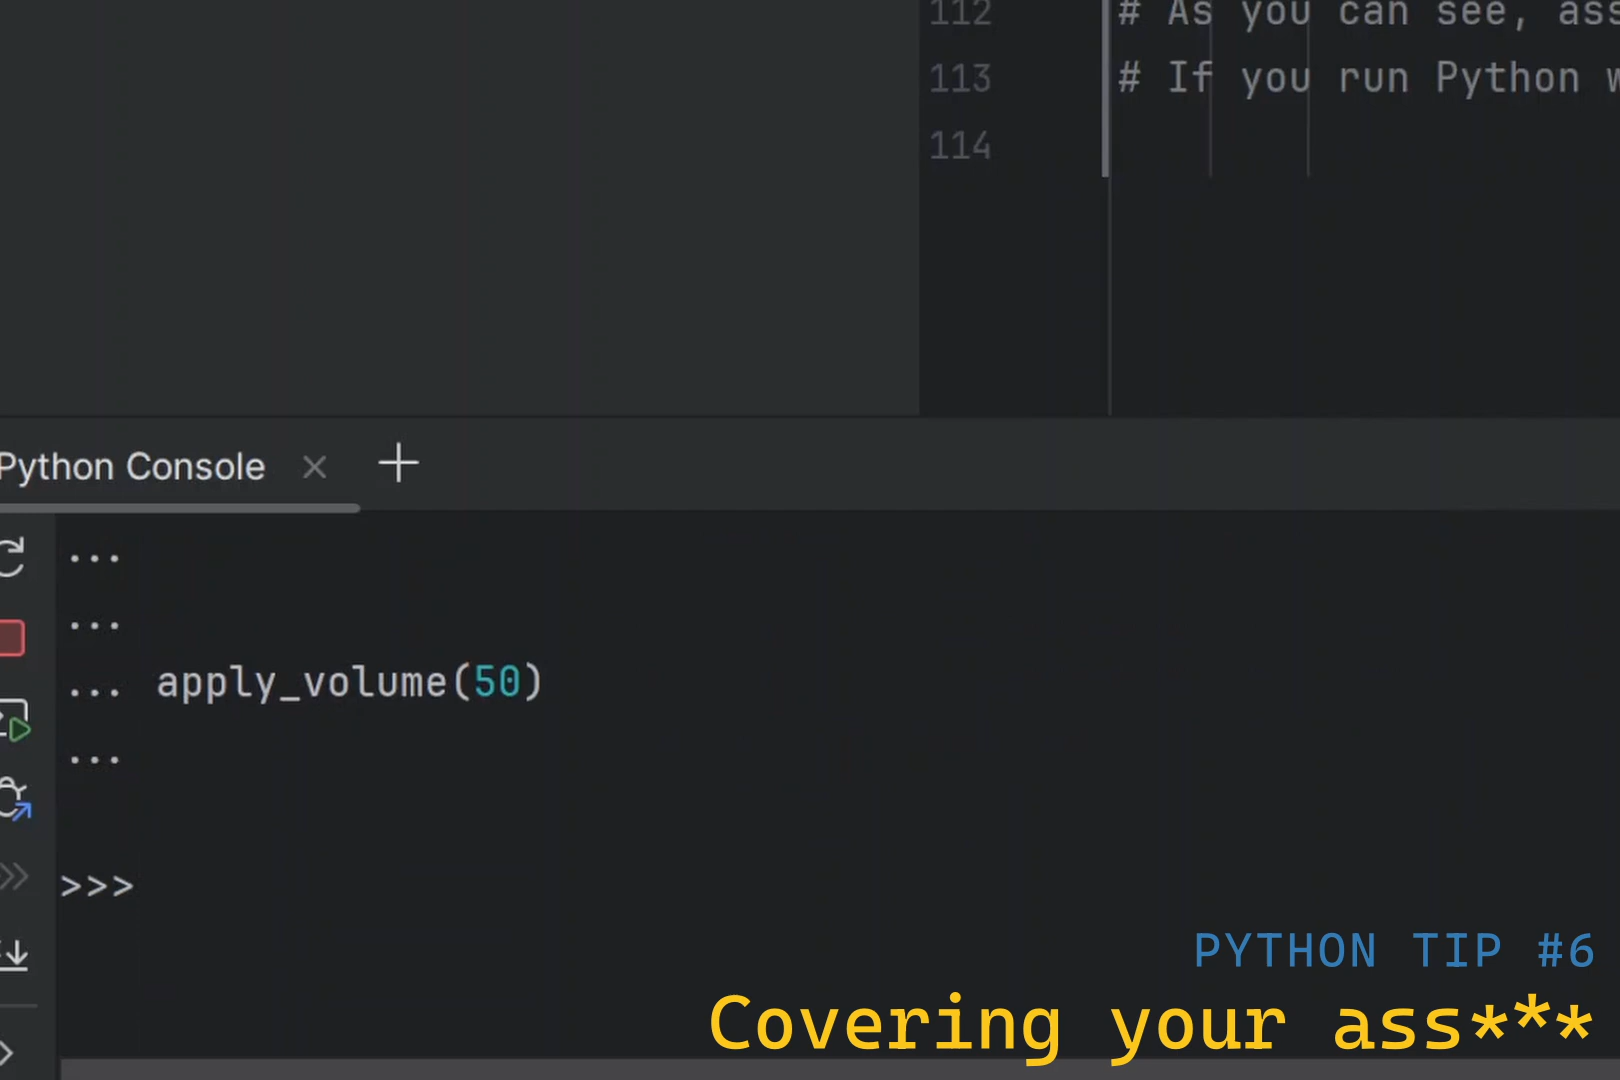 112 # As you can see, ass
113 # If you run Python
114
Python Console
...
...
... apply_volume(50)
...
>>>
PYTHON TIP #6
Covering your ass***